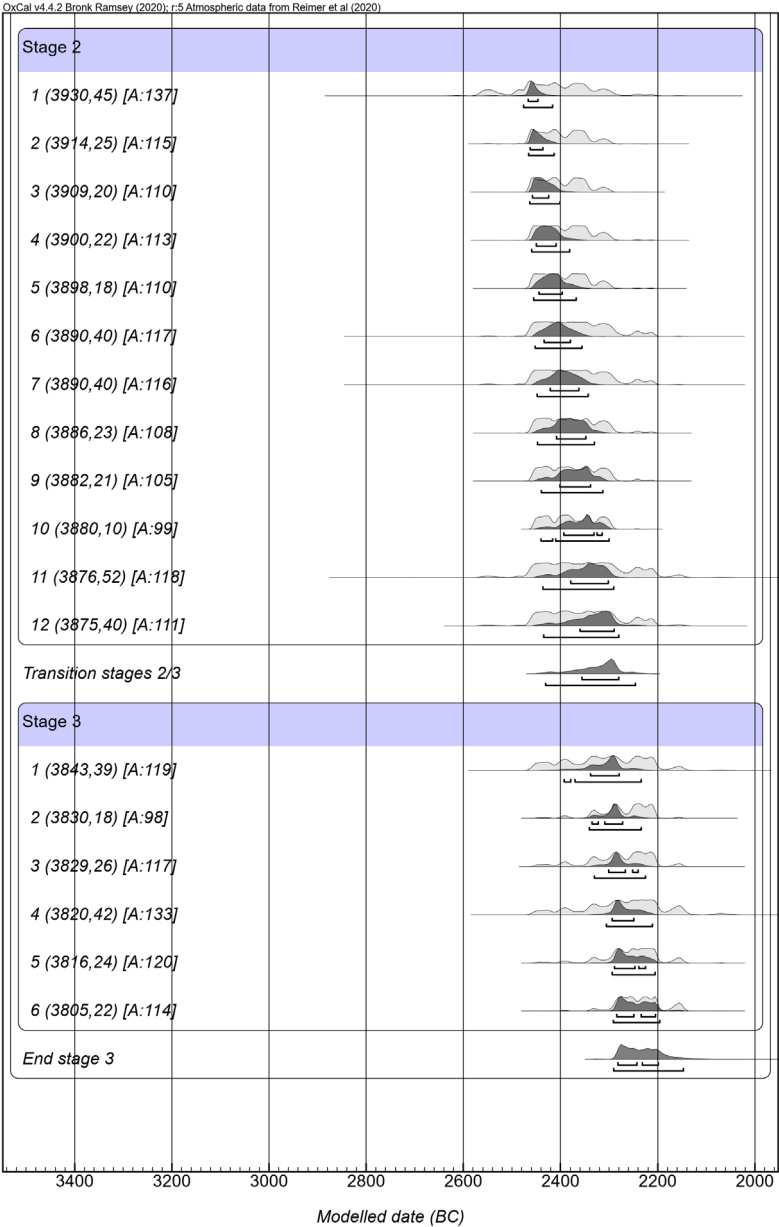 OxCal v4.4.2 Bronk Ramsey (2020); r:5 Atmospheric data from Reimer et al (2020)
Stage 2
1 (3930,45) [A:137]
2 (3914,25) [A:115]
3 (3909,20) [A:110]
4 (3900,22) [A:113]
5 (3898,18) [A:110]
6 (3890,40) [A:117]
7 (3890,40) [A:116]
8 (3886,23) [A:108]
9 (3882,21) [A:105]
10 (3880,10) [A:99]
11 (3876,52) [A:118]
12 (3875,40) [A:111]
Transition stages 2/3
Stage 3
1 (3843,39) [A:119]
2 (3830,18) [A:98]
3 (3829,26) [A:117]
4 (3820,42) [A:133]
5 (3816,24) [A:120]
6 (3805,22) [A:114]
End stage 3
3400 3200 3000 2800 2600 2400 2200 2000
Modelled date (BC)